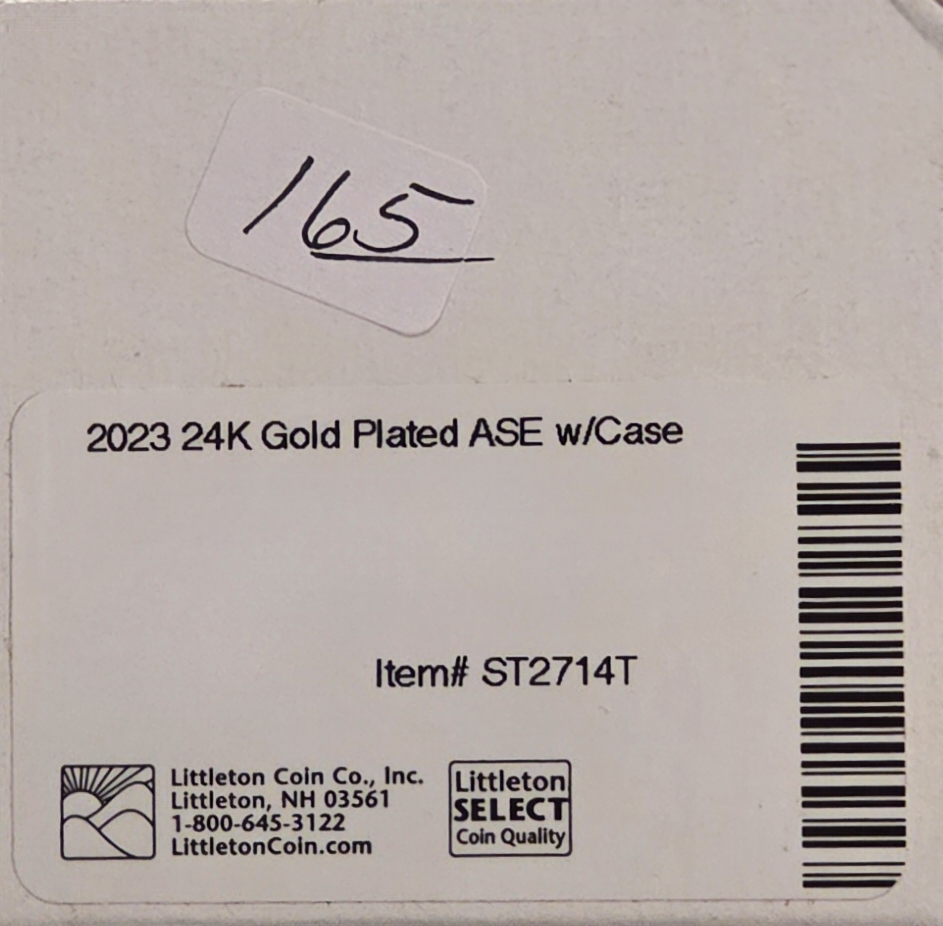 165
2023 24K Gold Plated ASE w/Case
Item# ST2714T
Littleton Coin Co., Inc.
Littleton, NH 03561
1-800-645-3122
LittletonCoin.com
Littleton
SELECT
Coin Quality